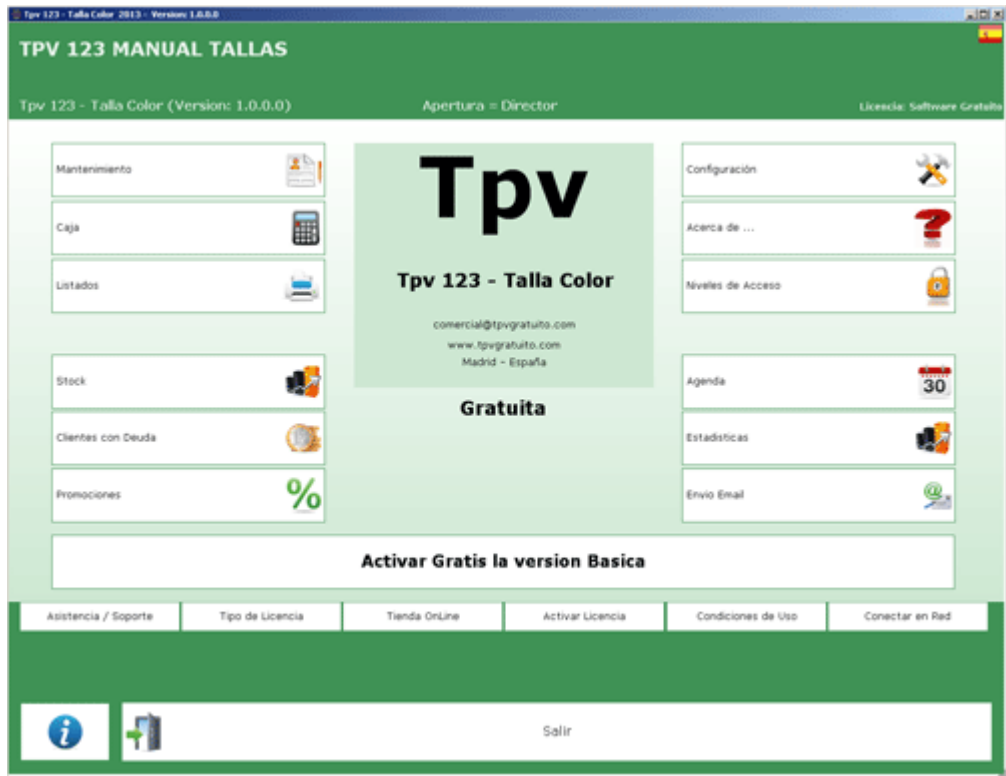 Tpv 123 - Talla Color 2013 - Version: 1.0.0.0
TPV 123 MANUAL TALLAS
Tpv 123 - Talla Color (Version: 1.0.0.0)
Apertura = Director
Licencia: Software Gratuito
Mantenimiento
Caja
Listados
Stock
Clientes con Deuda
Promociones
%
Tpv
Tpv 123 - Talla Color
comercial@tpvgratuito.com
www.tpvgratuito.com
Madrid - España
Gratuita
Configuración
Acerca de ...
?
Niveles de Acceso
Agenda
30
Estadisticas
Envio Email
@
Activar Gratis la version Basica
Asistencia / Soporte
Tipo de Licencia
Tienda OnLine
Activar Licencia
Condiciones de Uso
Conectar en Red
i
Salir